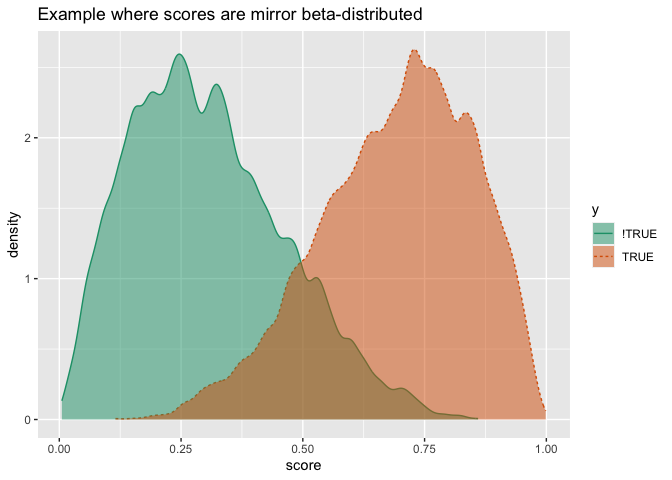 Example where scores are mirror beta-distributed
density
2
1
0
0.00 0.25 0.50 0.75 1.00
score
y
!TRUE
TRUE